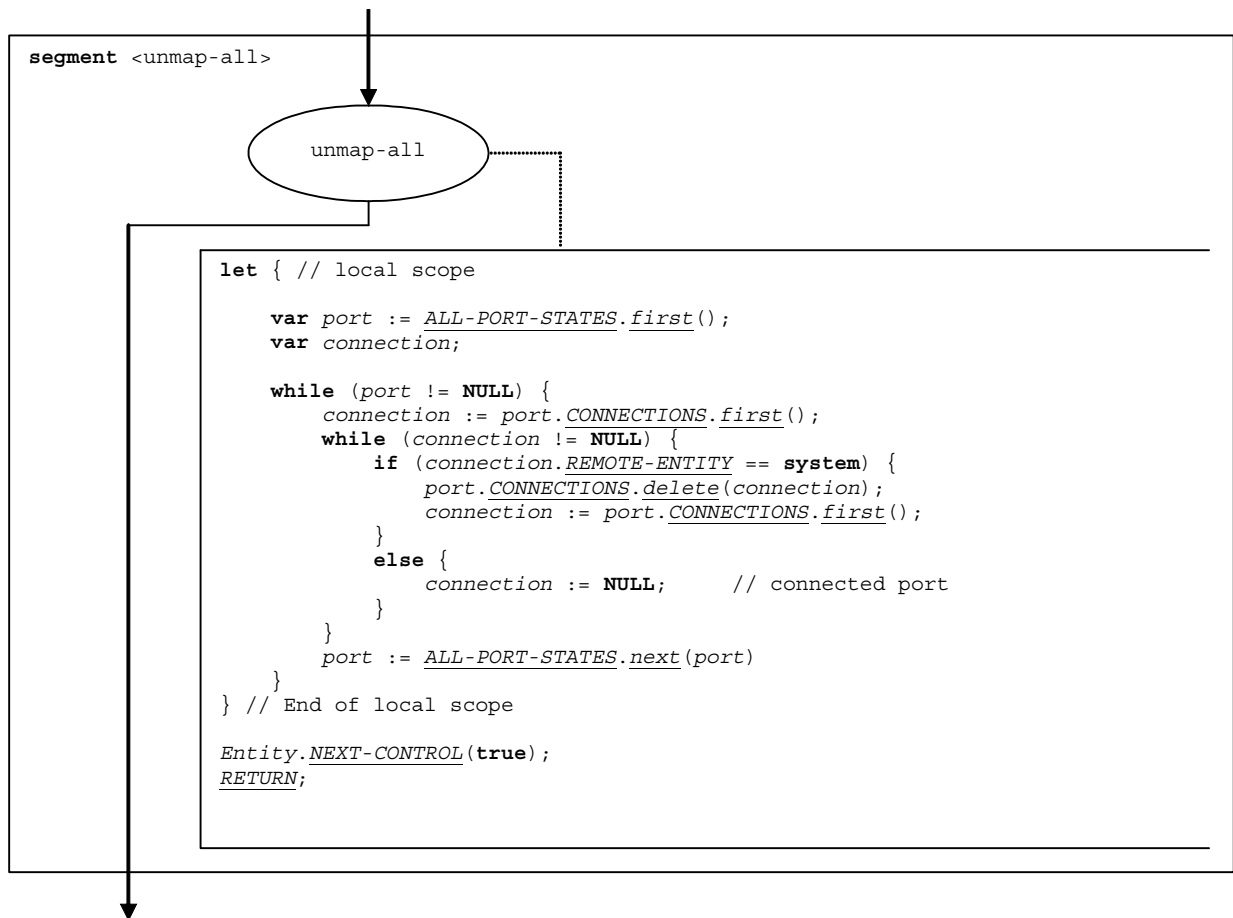 segment <unmap-all>
unmap-all
let { // local scope
var port := ALL-PORT-STATES.first();
var connection;
while (port != NULL) {
connection := port.CONNECTIONS.first();
while (connection != NULL) {
if (connection.REMOTE-ENTITY == system) {
port.CONNECTIONS.delete(connection);
connection := port.CONNECTIONS.first();
}
else {
connection := NULL; // connected port
}
}
port := ALL-PORT-STATES.next(port)
}
} // End of local scope
Entity.NEXT-CONTROL(true);
RETURN;